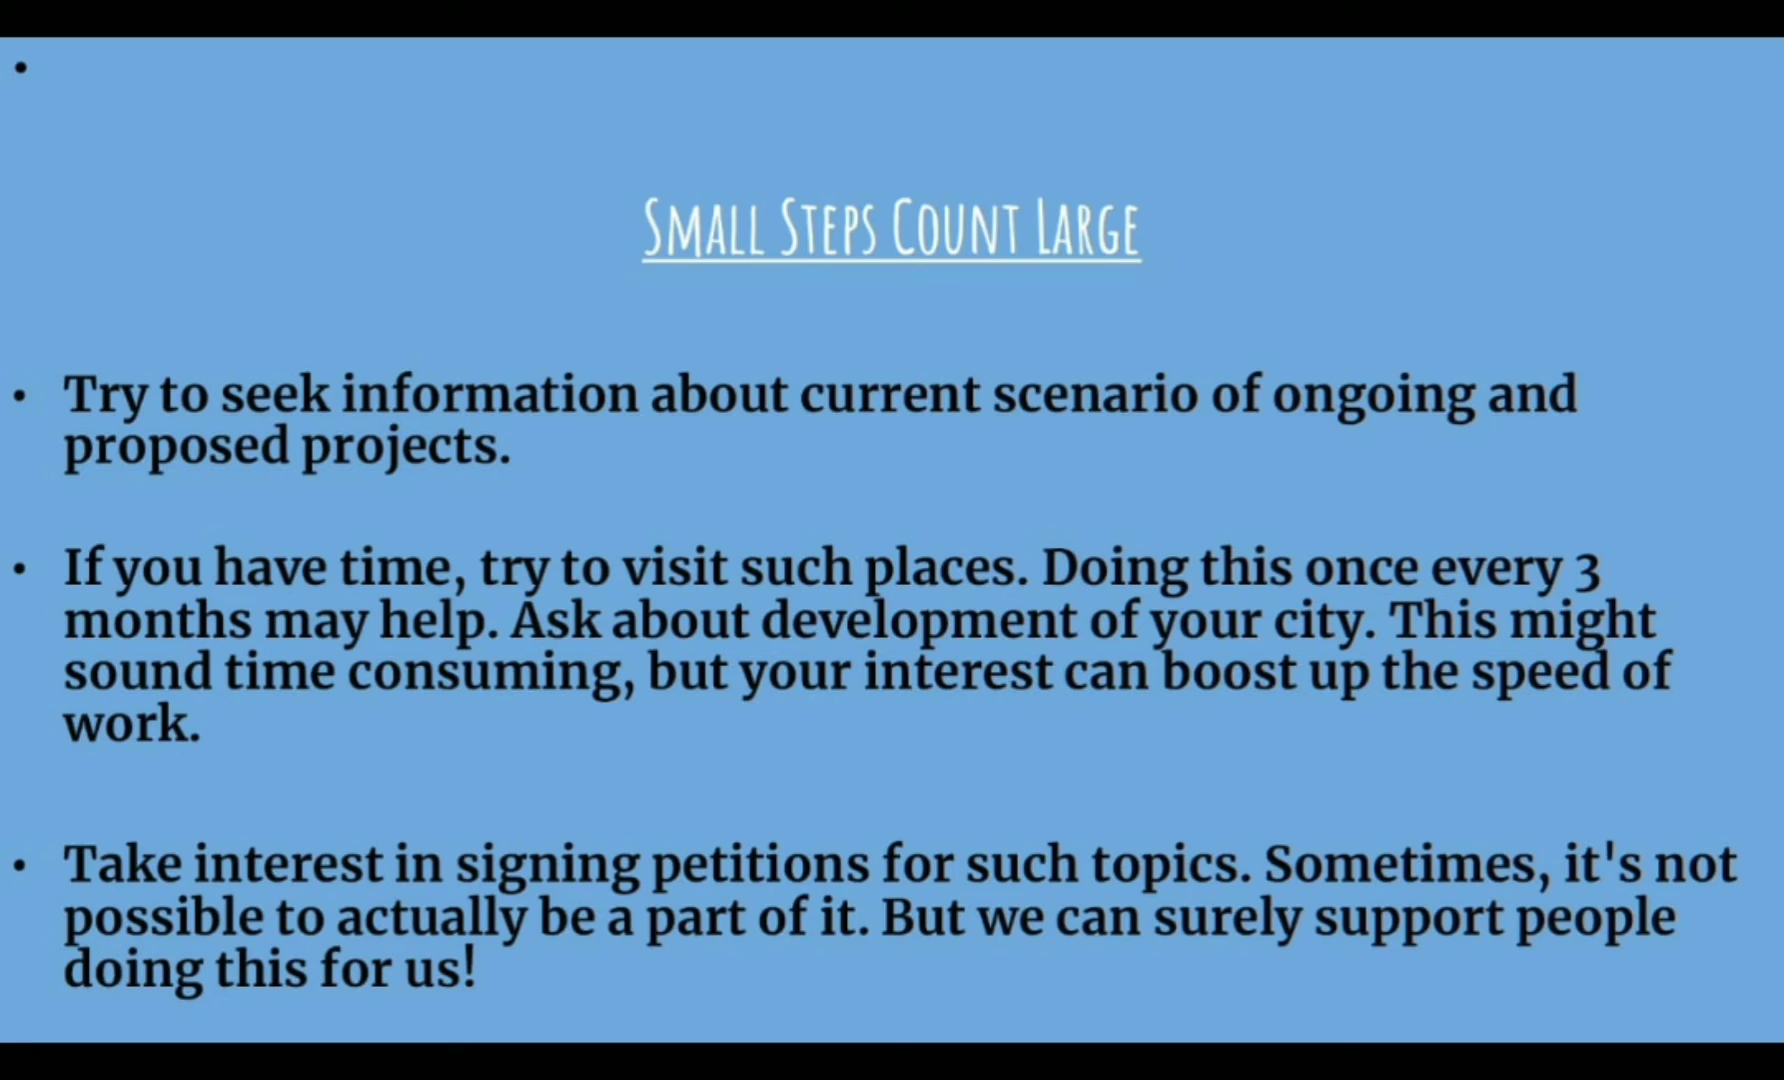 •
Small Steps Count Large
• Try to seek information about current scenario of ongoing and
proposed projects.
• If you have time, try to visit such places. Doing this once every 3
months may help. Ask about development of your city. This might
sound time consuming, but your interest can boost up the speed of
work.
• Take interest in signing petitions for such topics. Sometimes, it's not
possible to actually be a part of it. But we can surely support people
doing this for us!